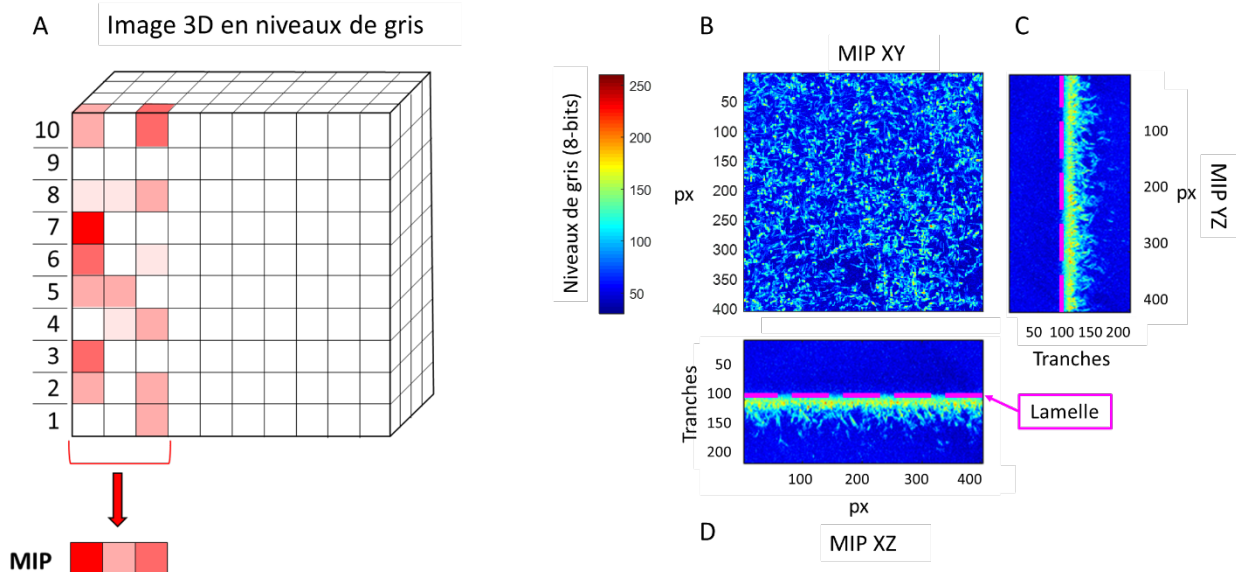 A
Image 3D en niveaux de gris
10
9
8
7
6
5
4
3
2
1
MIP
Niveaux de gris (8-bits)
250
200
150
100
50
B
MIP XY
px
50
100
150
200
250
300
350
400
C
100
200
300
400
px
MIP YZ
50 100 150 200
Tranches
Tranches
50
100
150
200
100 200 300 400
px
Lamelle
D
MIP XZ